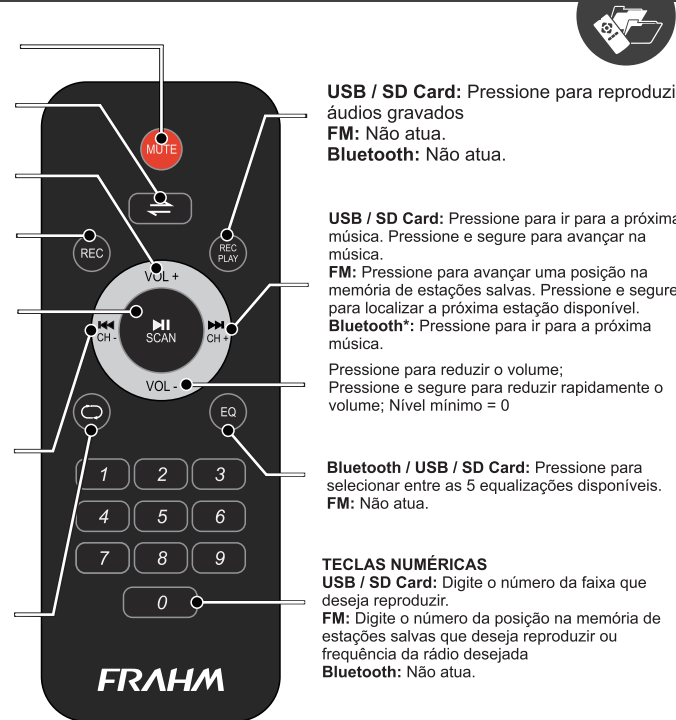 USB / SD Card: Pressione para reproduzi
áudios gravados
FM: Não atua.
Bluetooth: Não atua.
USB / SD Card: Pressione para ir para a próxima
música. Pressione e segure para avançar na
música.
FM: Pressione para avançar uma posição na
memória de estações salvas. Pressione e segure
para localizar a próxima estação disponível.
Bluetooth*: Pressione para ir para a próxima
música.
Pressione para reduzir o volume;
Pressione e segure para reduzir rapidamente o
volume; Nível mínimo = 0
Bluetooth / USB / SD Card: Pressione para
selecionar entre as 5 equalizações disponíveis.
FM: Não atua.
TECLAS NUMÉRICAS
USB / SD Card: Digite o número da faixa que
deseja reproduzir.
FM: Digite o número da posição na memória de
estações salvas que deseja reproduzir ou
frequência da rádio desejada
Bluetooth: Não atua.
MUTE
REC
REC
PLAY
VOL +
CH -
SCAN
CH +
VOL -
EQ
1 2 3
4 5 6
7 8 9
0
FRAHM